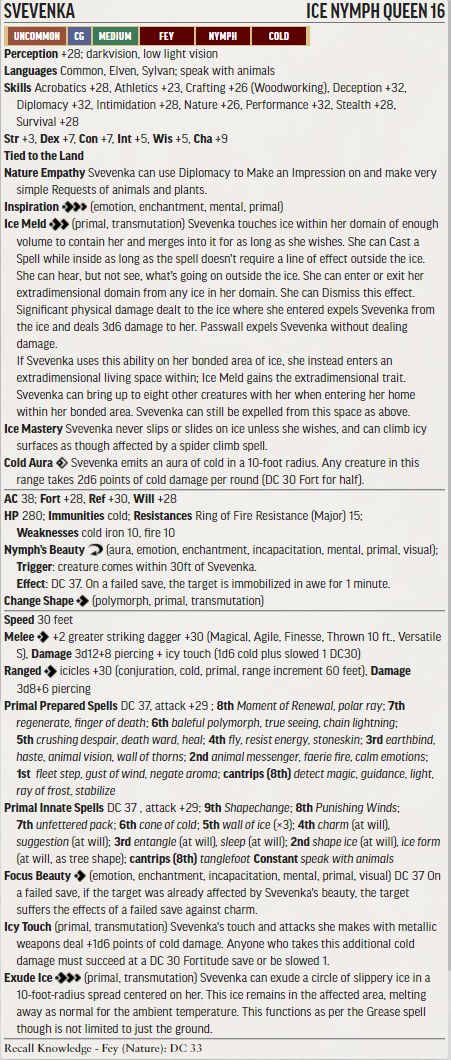 SVEVENKA ICE NYMPH QUEEN 16
UNCOMMON CG MEDIUM FEY NYMPH COLD
Perception +28; darkvision, low light vision
Languages Common, Elven, Sylvan; speak with animals
Skills Acrobatics +28, Athletics +23, Crafting +26 (Woodworking), Deception +32,
Diplomacy +32, Intimidation +28, Nature +26, Performance +32, Stealth +28,
Survival +28
Str +3, Dex +7, Con +7, Int +5, Wis +5, Cha +9
Tied to the Land
Nature Empathy Svevenka can use Diplomacy to Make an Impression on and make very
simple Requests of animals and plants.
Inspiration (emotion, enchantment, mental, primal)
Ice Meld (primal, transmutation) Svevenka touches ice within her domain of enough
volume to contain her and merges into it for as long as she wishes. She can Cast a
Spell while inside as long as the spell doesn't require a line of effect outside the ice.
She can hear, but not see, what's going on outside the ice. She can enter or exit her
extradimensional domain from any ice in her domain. She can Dismiss this effect.
Significant physical damage dealt to the ice where she entered expels Svevenka from
the ice and deals 3d6 damage to her. Passwall expels Svevenka without dealing
damage.
If Svevenka uses this ability on her bonded area of ice, she instead enters an
extradimensional living space within; Ice Meld gains the extradimensional trait.
Svevenka can bring up to eight other creatures with her when entering her home
within her bonded area. Svevenka can still be expelled from this space as above.
Ice Mastery Svevenka never slips or slides on ice unless she wishes, and can climb icy
surfaces as though affected by a spider climb spell.
Cold Aura Svevenka emits an aura of cold in a 10-foot radius. Any creature in this
range takes 2d6 points of cold damage per round (DC 30 Fort for half).
AC 38; Fort +28, Ref +30, Will +28
HP 280; Immunities cold; Resistances Ring of Fire Resistance (Major) 15;
Weaknesses cold iron 10, fire 10
Nymph's Beauty (aura, emotion, enchantment, incapacitation, mental, primal, visual);
Trigger: creature comes within 30ft of Svevenka.
Effect: DC 37. On a failed save, the target is immobilized in awe for 1 minute.
Change Shape (polymorph, primal, transmutation)
Speed 30 feet
Melee +2 greater striking dagger +30 (Magical, Agile, Finesse, Thrown 10 ft., Versatile
S), Damage 3d12+8 piercing + icy touch (1d6 cold plus slowed 1 DC30)
Ranged icicles +30 (conjuration, cold, primal, range increment 60 feet), Damage
3d8+6 piercing
Primal Prepared Spells DC 37, attack +29 ; 8th Moment of Renewal, polar ray; 7th
regenerate, finger of death; 6th baleful polymorph, true seeing, chain lightning;
5th crushing despair, death ward, heal; 4th fly, resist energy, stoneskin; 3rd earthbind,
haste, animal vision, wall of thorns; 2nd animal messenger, faerie fire, calm emotions;
1st fleet step, gust of wind, negate aroma; cantrips (8th) detect magic, guidance, light,
ray of frost, stabilize
Primal Innate Spells DC 37 , attack +29; 9th Shapechange; 8th Punishing Winds;
7th unfettered pack; 6th cone of cold; 5th wall of ice (×3); 4th charm (at will),
suggestion (at will); 3rd entangle (at will), sleep (at will); 2nd shape ice (at will), ice form
(at will, as tree shape); cantrips (8th) tanglefoot Constant speak with animals
Focus Beauty (emotion, enchantment, incapacitation, mental, primal, visual) DC 37 On
a failed save, if the target was already affected by Svevenka's beauty, the target
suffers the effects of a failed save against charm.
Icy Touch (primal, transmutation) Svevenka's touch and attacks she makes with metallic
weapons deal +1d6 points of cold damage. Anyone who takes this additional cold
damage must succeed at a DC 30 Fortitude save or be slowed 1.
Exude Ice (primal, transmutation) Svevenka can exude a circle of slippery ice in a
10-foot-radius spread centered on her. This ice remains in the affected area, melting
away as normal for the ambient temperature. This functions as per the Grease spell
though is not limited to just the ground.
Recall Knowledge - Fey (Nature): DC 33